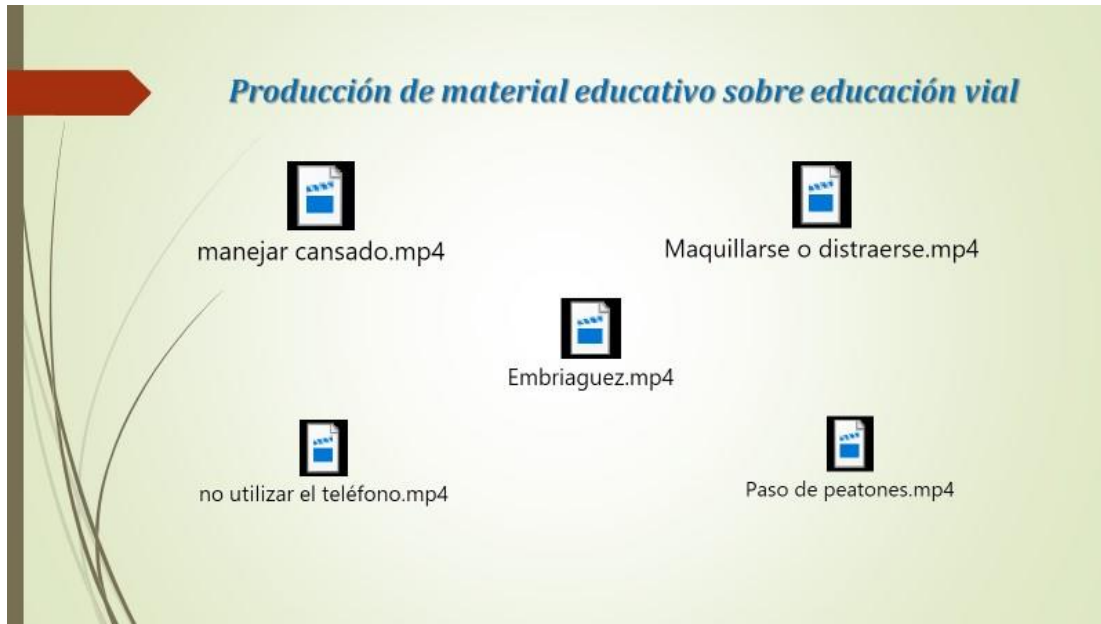 Producción de material educativo sobre educación vial
manejar cansado.mp4
Maquillarse o distraerse.mp4
Embriaguez.mp4
no utilizar el teléfono.mp4
Paso de peatones.mp4